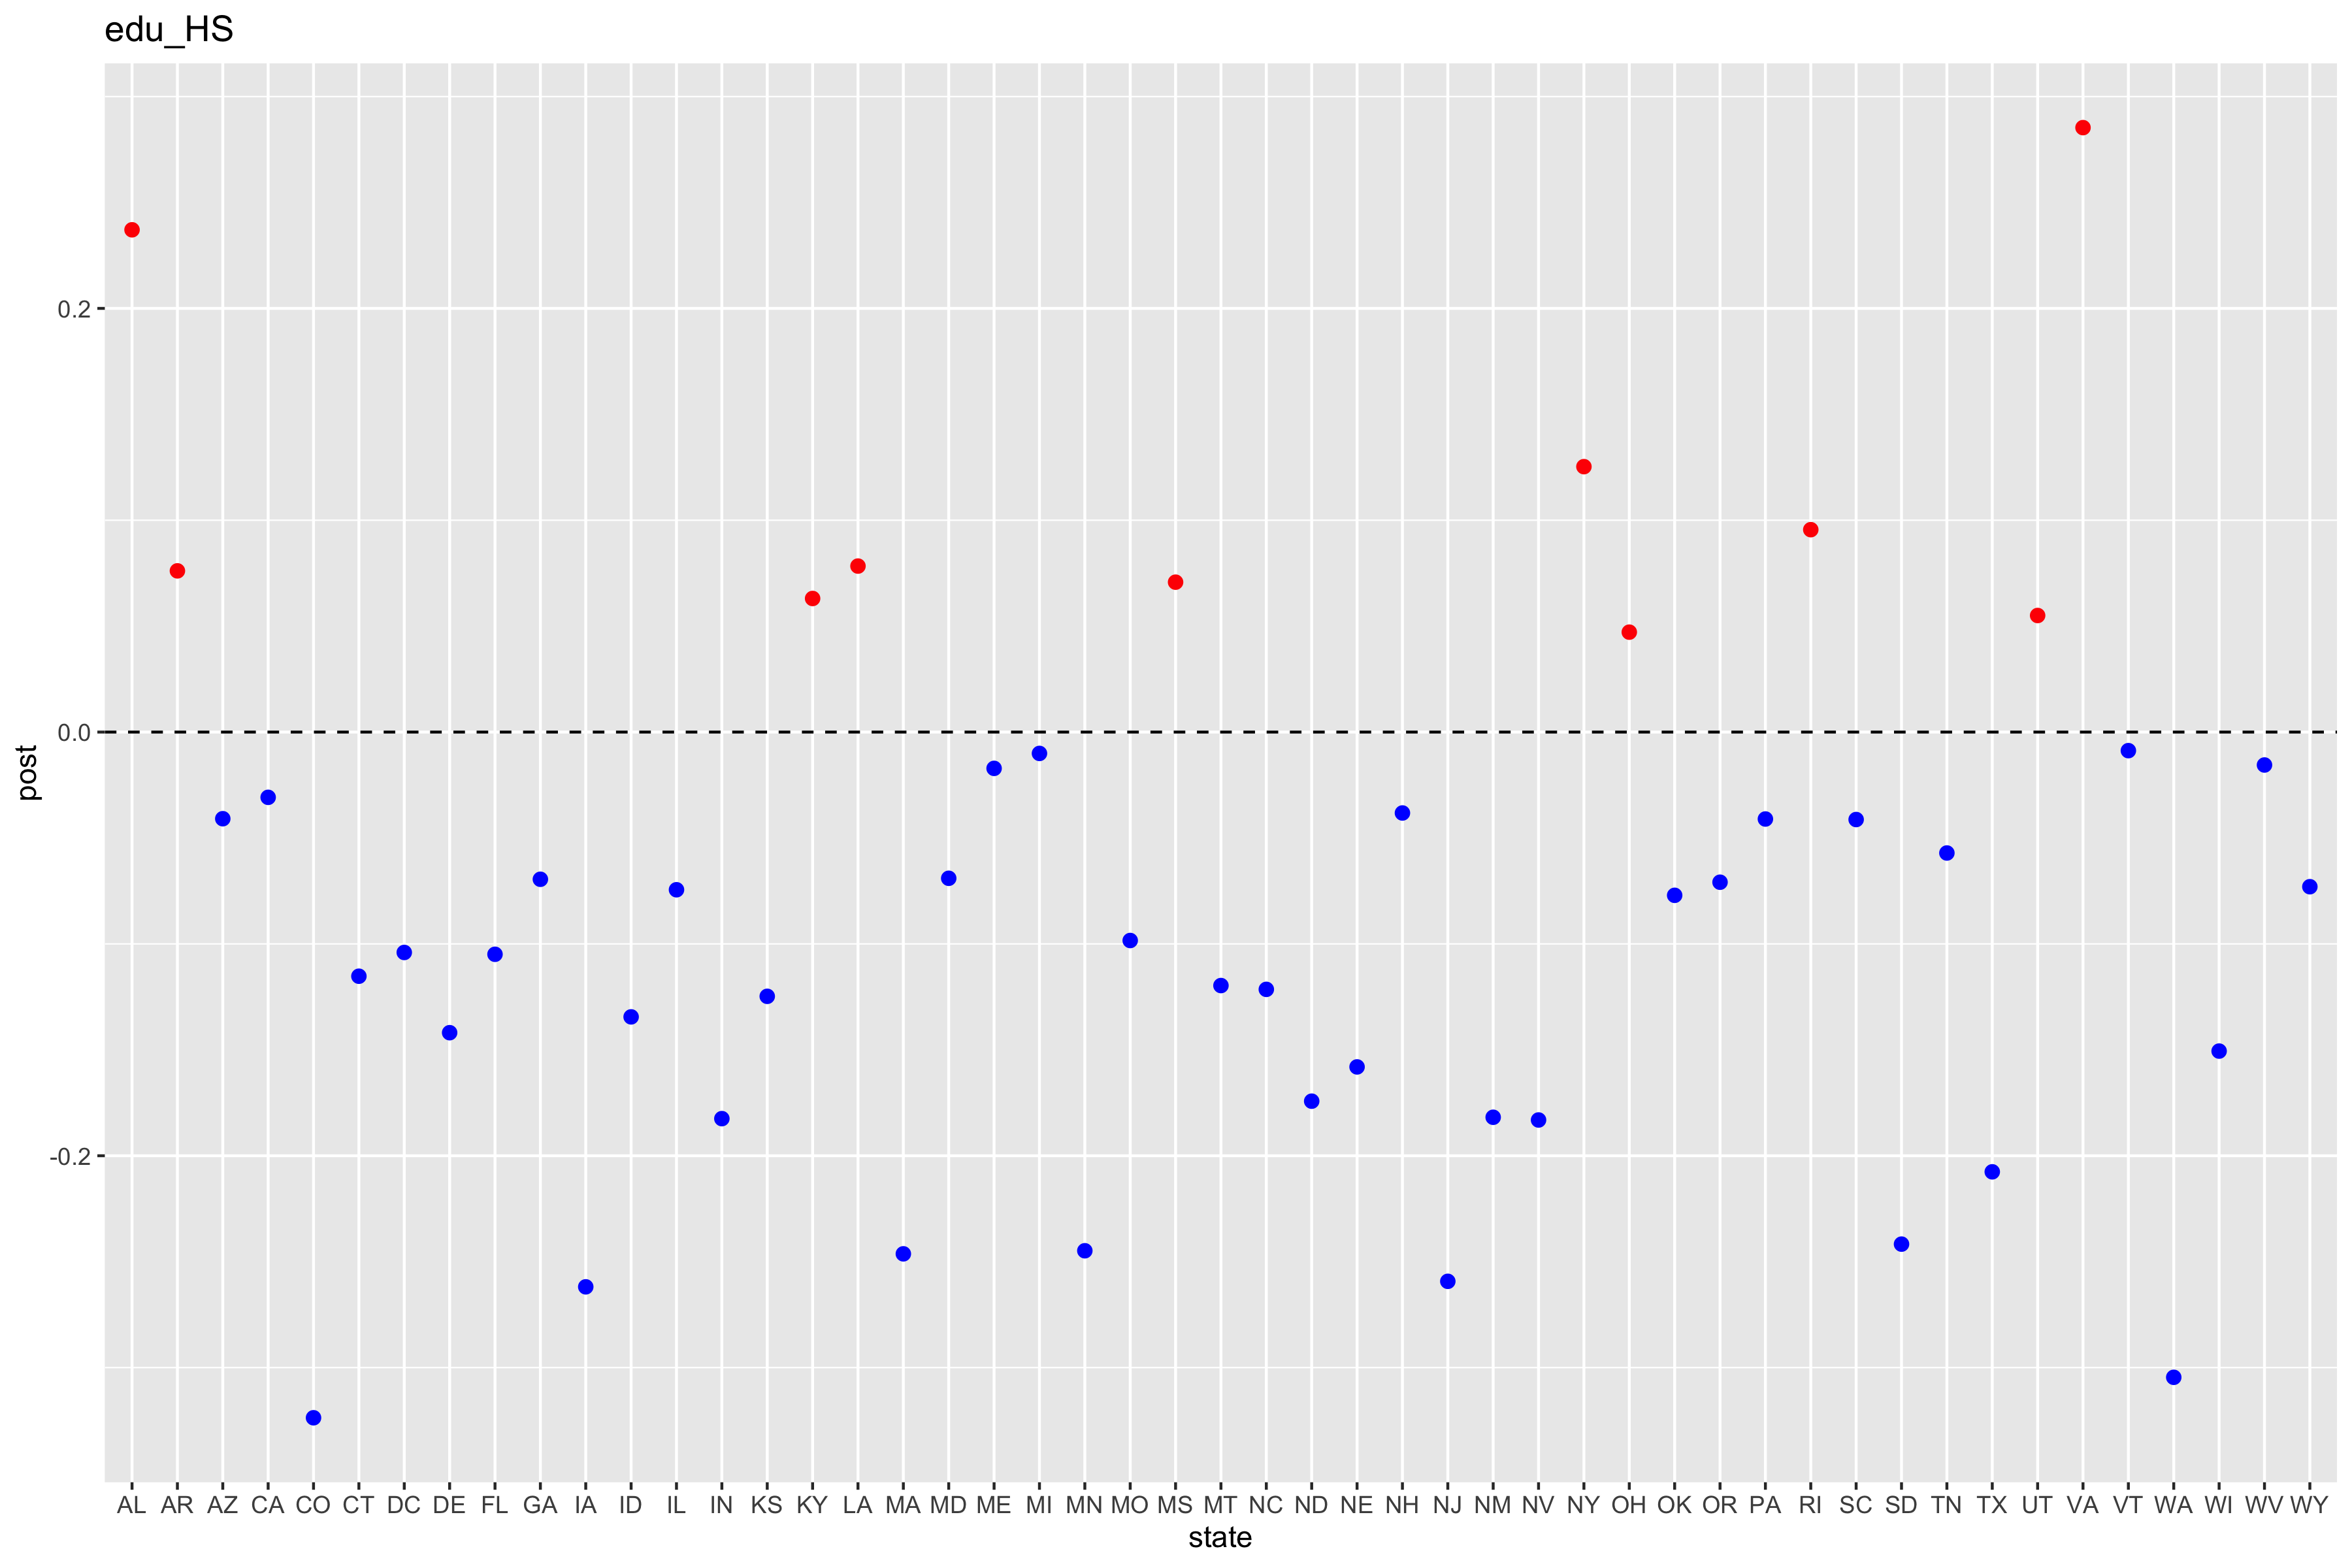 edu_HS
0.2
0.0
-0.2
post
AL AR AZ CA CO CT DC DE FL GA IA ID IL IN KS KY LA MA MD ME MI MN MO MS MT NC ND NE NH NJ NM NV NY OH OK OR PA RI SC SD TN TX UT VA VT WA WI WV WY
state